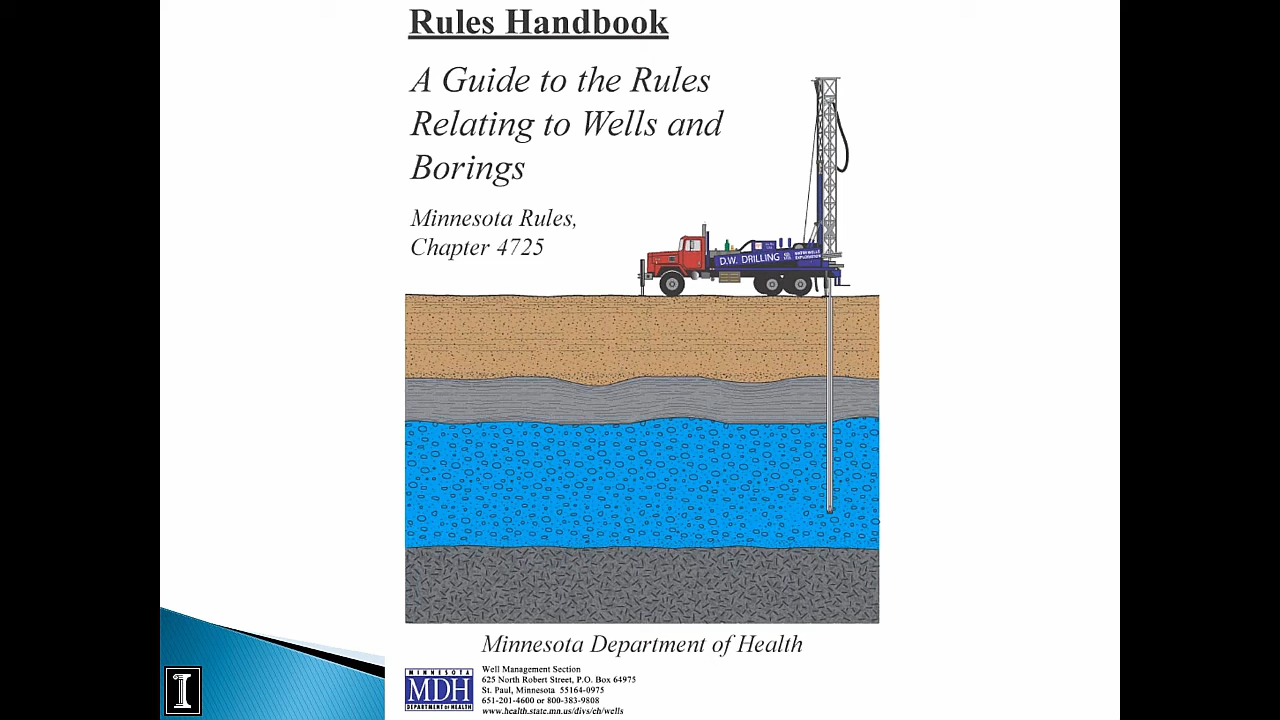 Rules Handbook
A Guide to the Rules
Relating to Wells and
Borings
Minnesota Rules,
Chapter 4725
D.W. DRILLING
Minnesota Department of Health
MINNESOTA
MDH
DEPARTMENT OF HEALTH
Well Management Section
625 North Robert Street, P.O. Box 64975
St. Paul, Minnesota 55164-0975
651-201-4600 or 800-383-9808
www.health.state.mn.us/divs/eh/wells
I